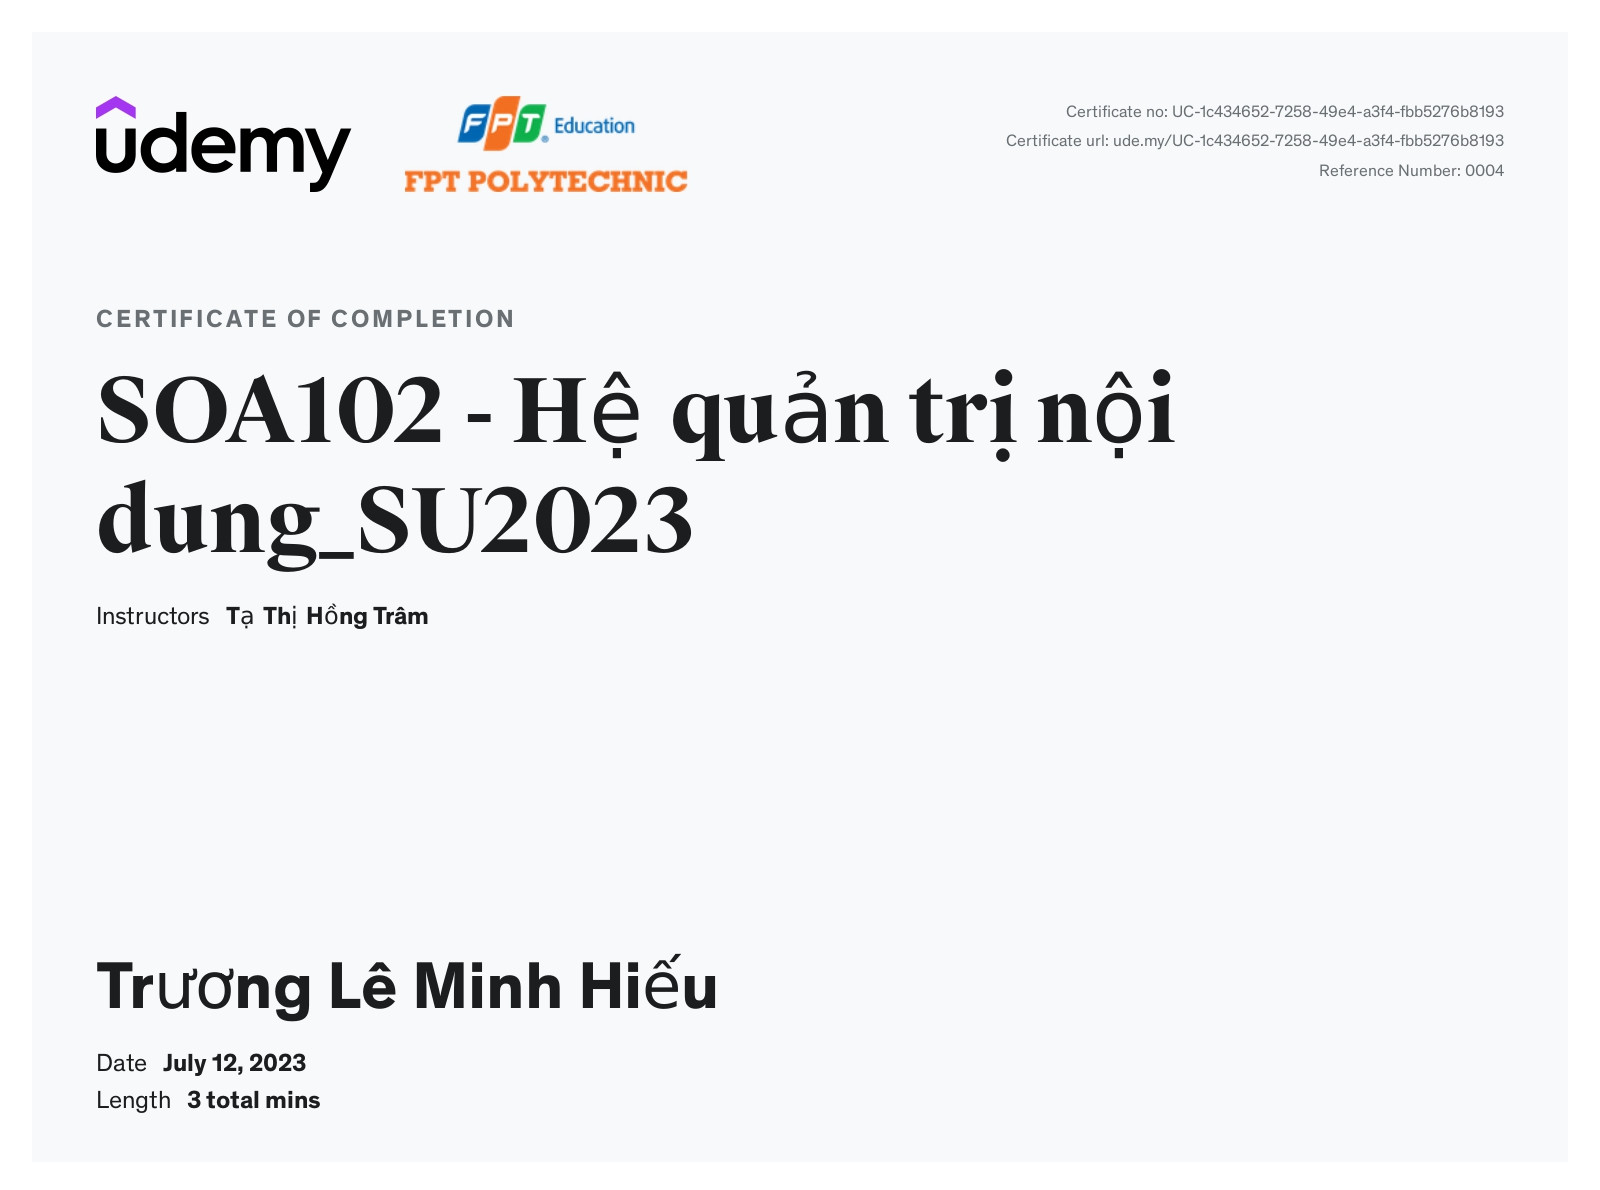 udemy
FPT Education
FPT POLYTECHNIC
Certificate no: UC-1c434652-7258-49e4-a3f4-fbb5276b8193
Certificate url: ude.my/UC-1c434652-7258-49e4-a3f4-fbb5276b8193
Reference Number: 0004
CERTIFICATE OF COMPLETION
SOA102 - Hệ quản trị nội
dung_SU2023
Instructors Tạ Thị Hồng Trâm
Trương Lê Minh Hiếu
Date July 12, 2023
Length 3 total mins